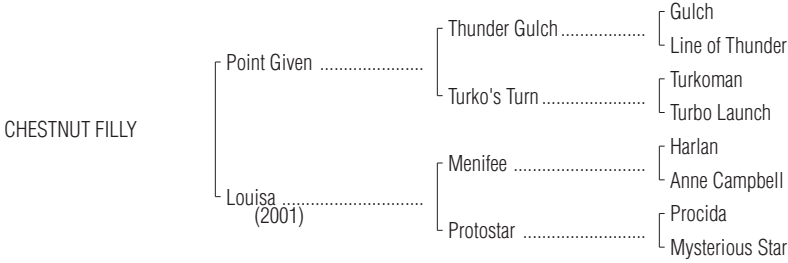 Gulch
Thunder Gulch ..................
Line of Thunder
Point Given ......................
Turkoman
Turko's Turn ......................
Turbo Launch
CHESTNUT FILLY
Harlan
Menifee ............................
Anne Campbell
Louisa ..............................
(2001)
Procida
Protostar ..........................
Mysterious Star